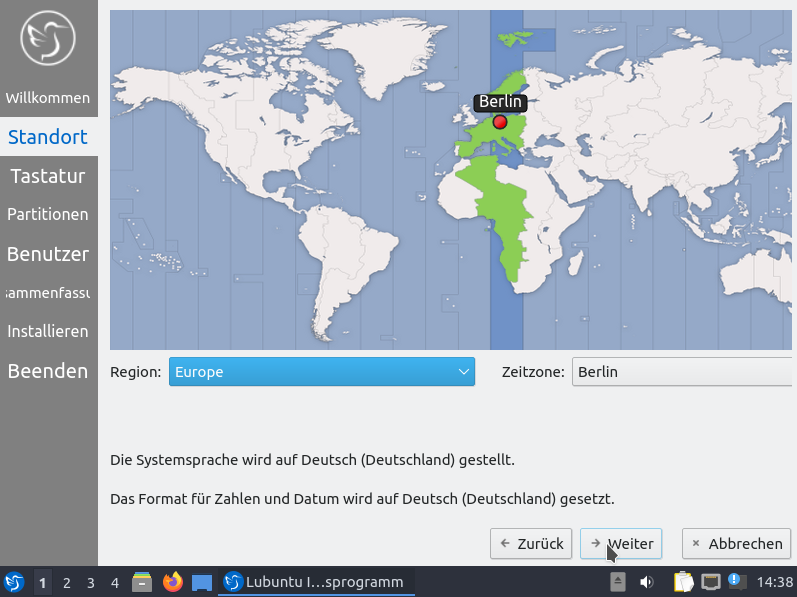 Willkommen
Standort
Tastatur
Partitionen
Benutzer
Installieren
Beenden
Berlin
Region: Europe Zeitzone: Berlin
Die Systemsprache wird auf Deutsch (Deutschland) gestellt.
Das Format für Zahlen und Datum wird auf Deutsch (Deutschland) gesetzt.
Zurück Weiter Abbrechen
1 2 3 4 Lubuntu I...sprogramm 14:38